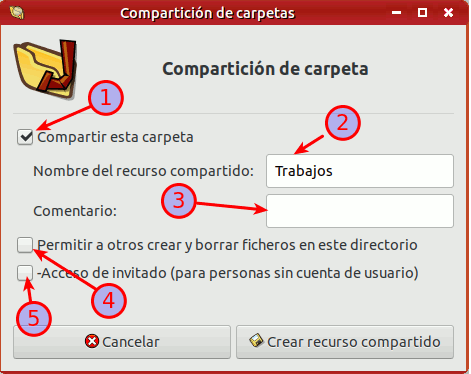 Compartición de carpetas
Compartición de carpeta
1
Compartir esta carpeta
2
Nombre del recurso compartido: Trabajos
3
Comentario:
Permitir a otros crear y borrar ficheros en este directorio
-Acceso de invitado (para personas sin cuenta de usuario)
4
5
Cancelar Crear recurso compartido